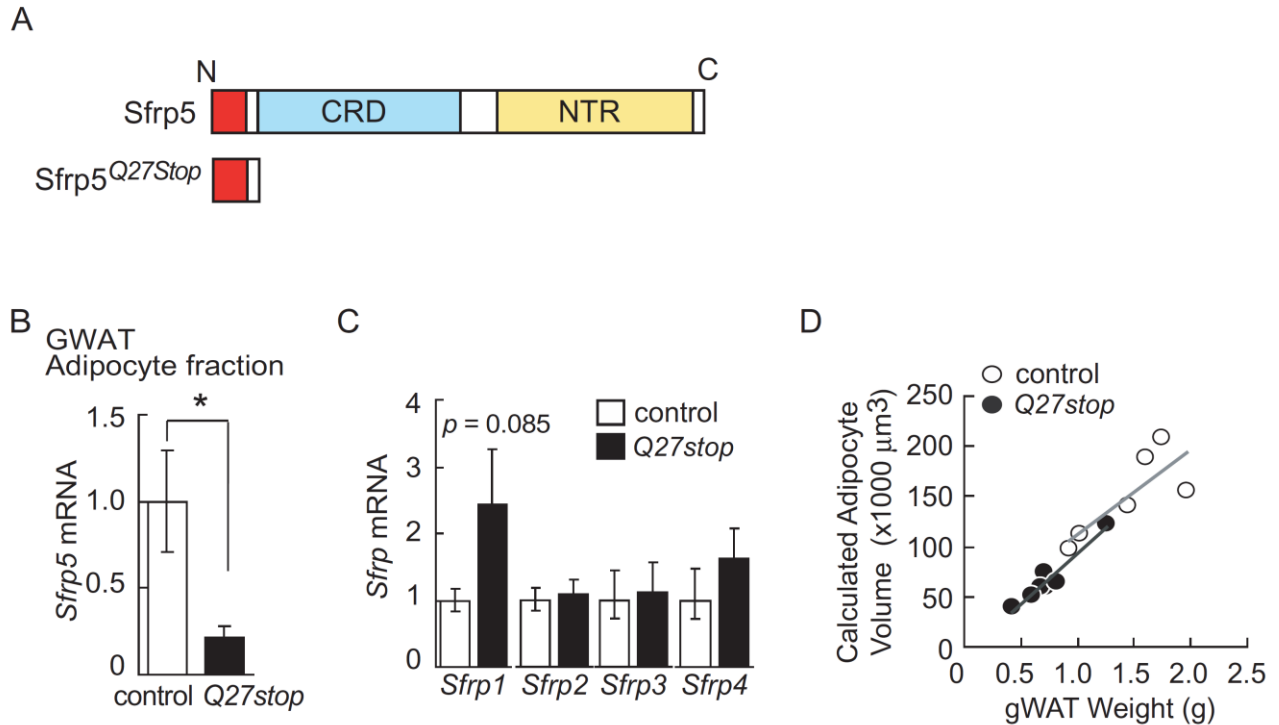 A
N
C
Sfrp5
CRD
NTR
Sfrp5Q27Stop
B
GWAT
Adipocyte fraction
*
1.5
1.0
0.5
0
Sfrp5 mRNA
control Q27stop
C
4
3
2
1
0
Sfrp mRNA
p = 0.085
control
Q27stop
Sfrp1 Sfrp2 Sfrp3 Sfrp4
D
control
Q27stop
Calculated Adipocyte
Volume (x1000 μm3)
250
200
150
100
50
0
0 0.5 1.0 1.5 2.0 2.5
gWAT Weight (g)